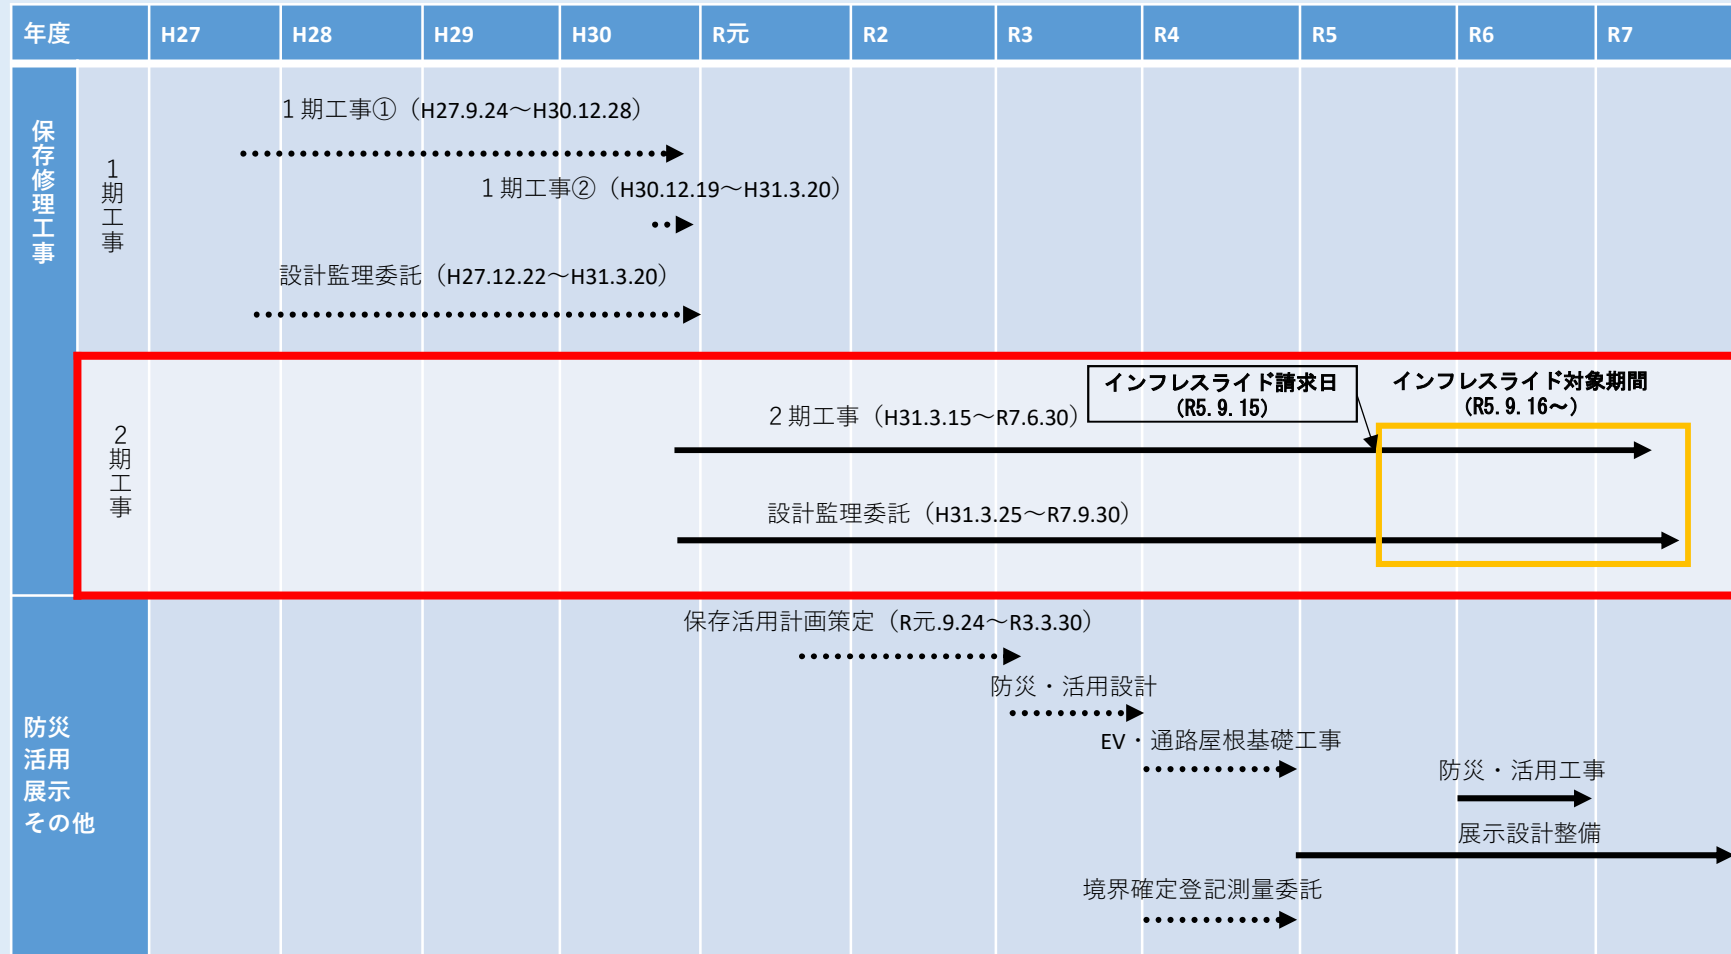 年度 H27 H28 H29 H30 R元 R2 R3 R4 R5 R6 R7
保存修理工事
1期工事
1期工事①（H27.9.24～H30.12.28）
1期工事②（H30.12.19～H31.3.20）
設計監理委託（H27.12.22～H31.3.20）
2期工事
インフレスライド請求日
（R5.9.15）
インフレスライド対象期間
（R5.9.16～）
2期工事（H31.3.15～R7.6.30）
設計監理委託（H31.3.25～R7.9.30）
防災
活用
展示
その他
保存活用計画策定（R元.9.24～R3.3.30）
防災・活用設計
EV・通路屋根基礎工事
防災・活用工事
展示設計整備
境界確定登記測量委託